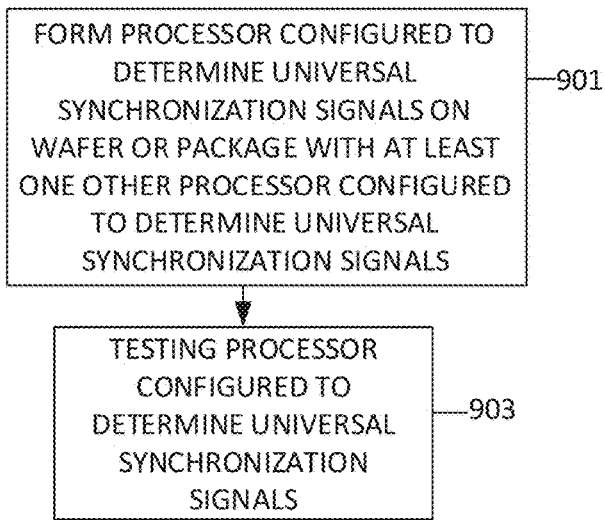 FORM PROCESSOR CONFIGURED TO
DETERMINE UNIVERSAL
SYNCHRONIZATION SIGNALS ON
WAFER OR PACKAGE WITH AT LEAST
ONE OTHER PROCESSOR CONFIGURED
TO DETERMINE UNIVERSAL
SYNCHRONIZATION SIGNALS
901
TESTING PROCESSOR
CONFIGURED TO
DETERMINE UNIVERSAL
SYNCHRONIZATION
SIGNALS
903